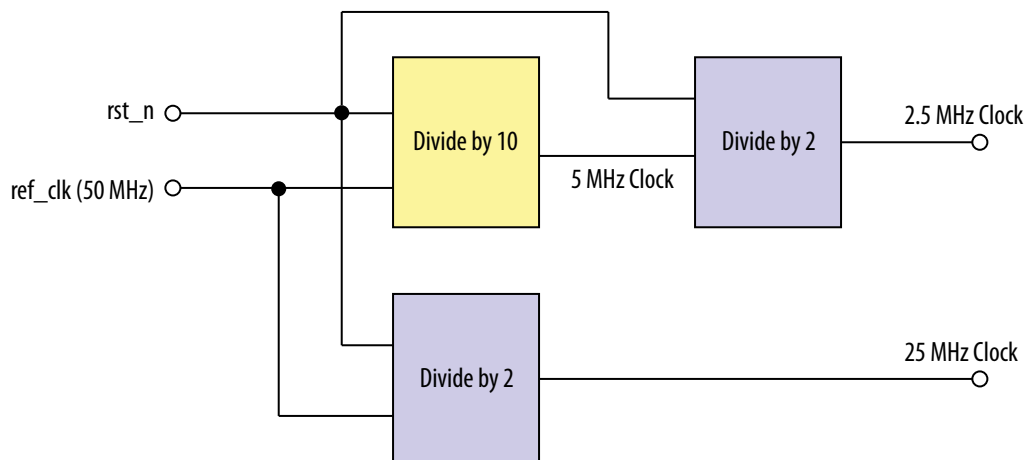 rst_n
Divide by 10
Divide by 2
2.5 MHz Clock
ref_clk (50 MHz)
5 MHz Clock
Divide by 2
25 MHz Clock